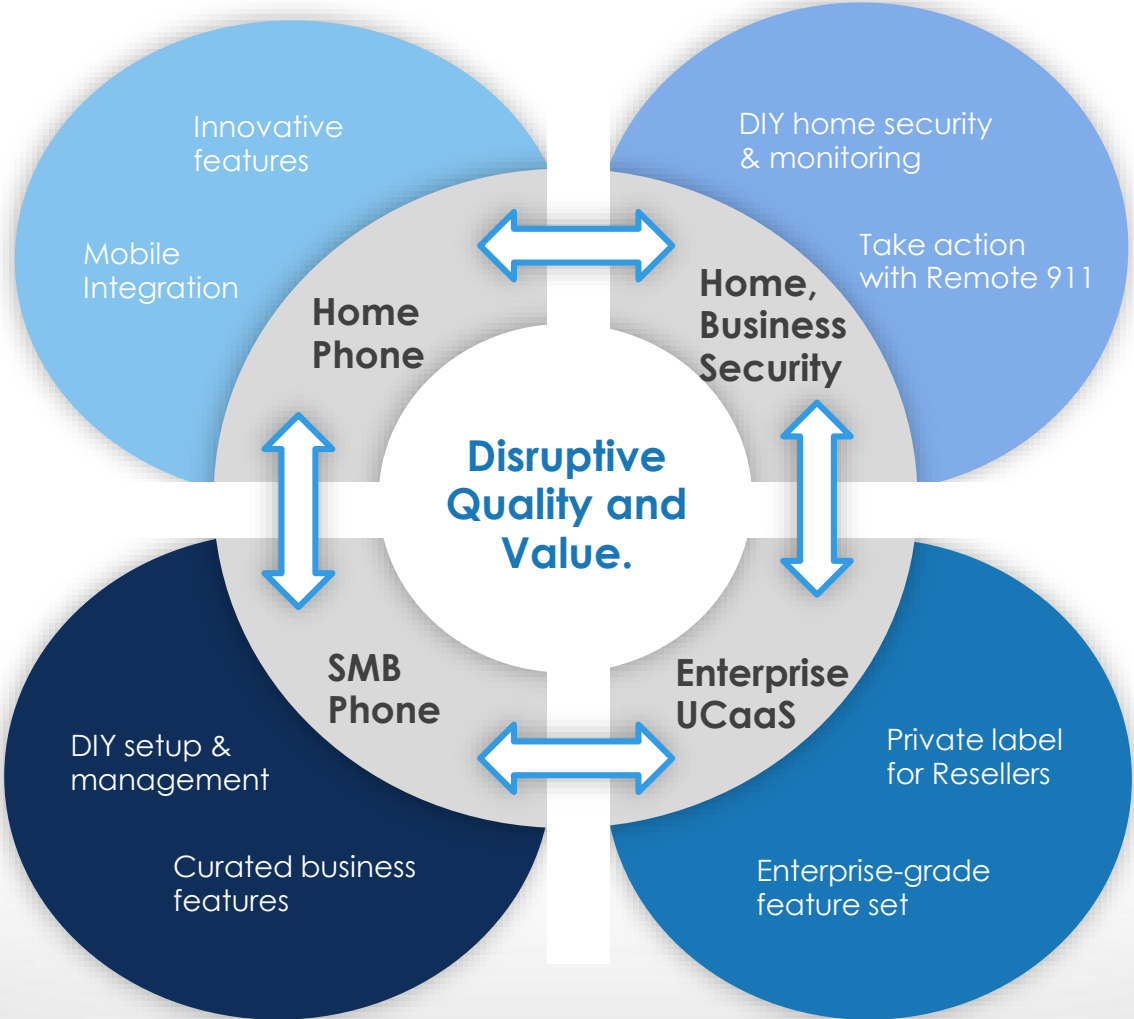 Innovative
features
Mobile
Integration
Home
Phone
DIY home security
& monitoring
Take action
with Remote 911
Home,
Business
Security
Disruptive
Quality and
Value.
SMB
Phone
DIY setup &
management
Curated business
features
Enterprise
UCaaS
Private label
for Resellers
Enterprise-grade
feature set